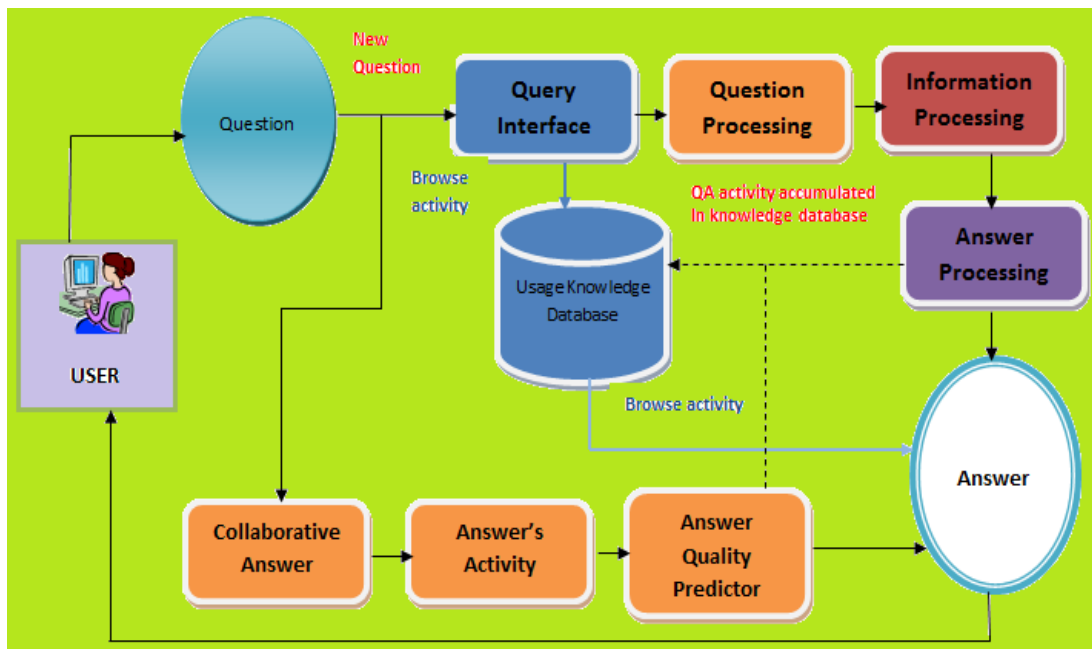 New
Question
Question
Query
Interface
Question
Processing
Information
Processing
Browse
activity
QA activity accumulated
In knowledge database
Answer
Processing
Usage Knowledge
Database
USER
Browse activity
Answer
Collaborative
Answer
Answer’s
Activity
Answer
Quality
Predictor